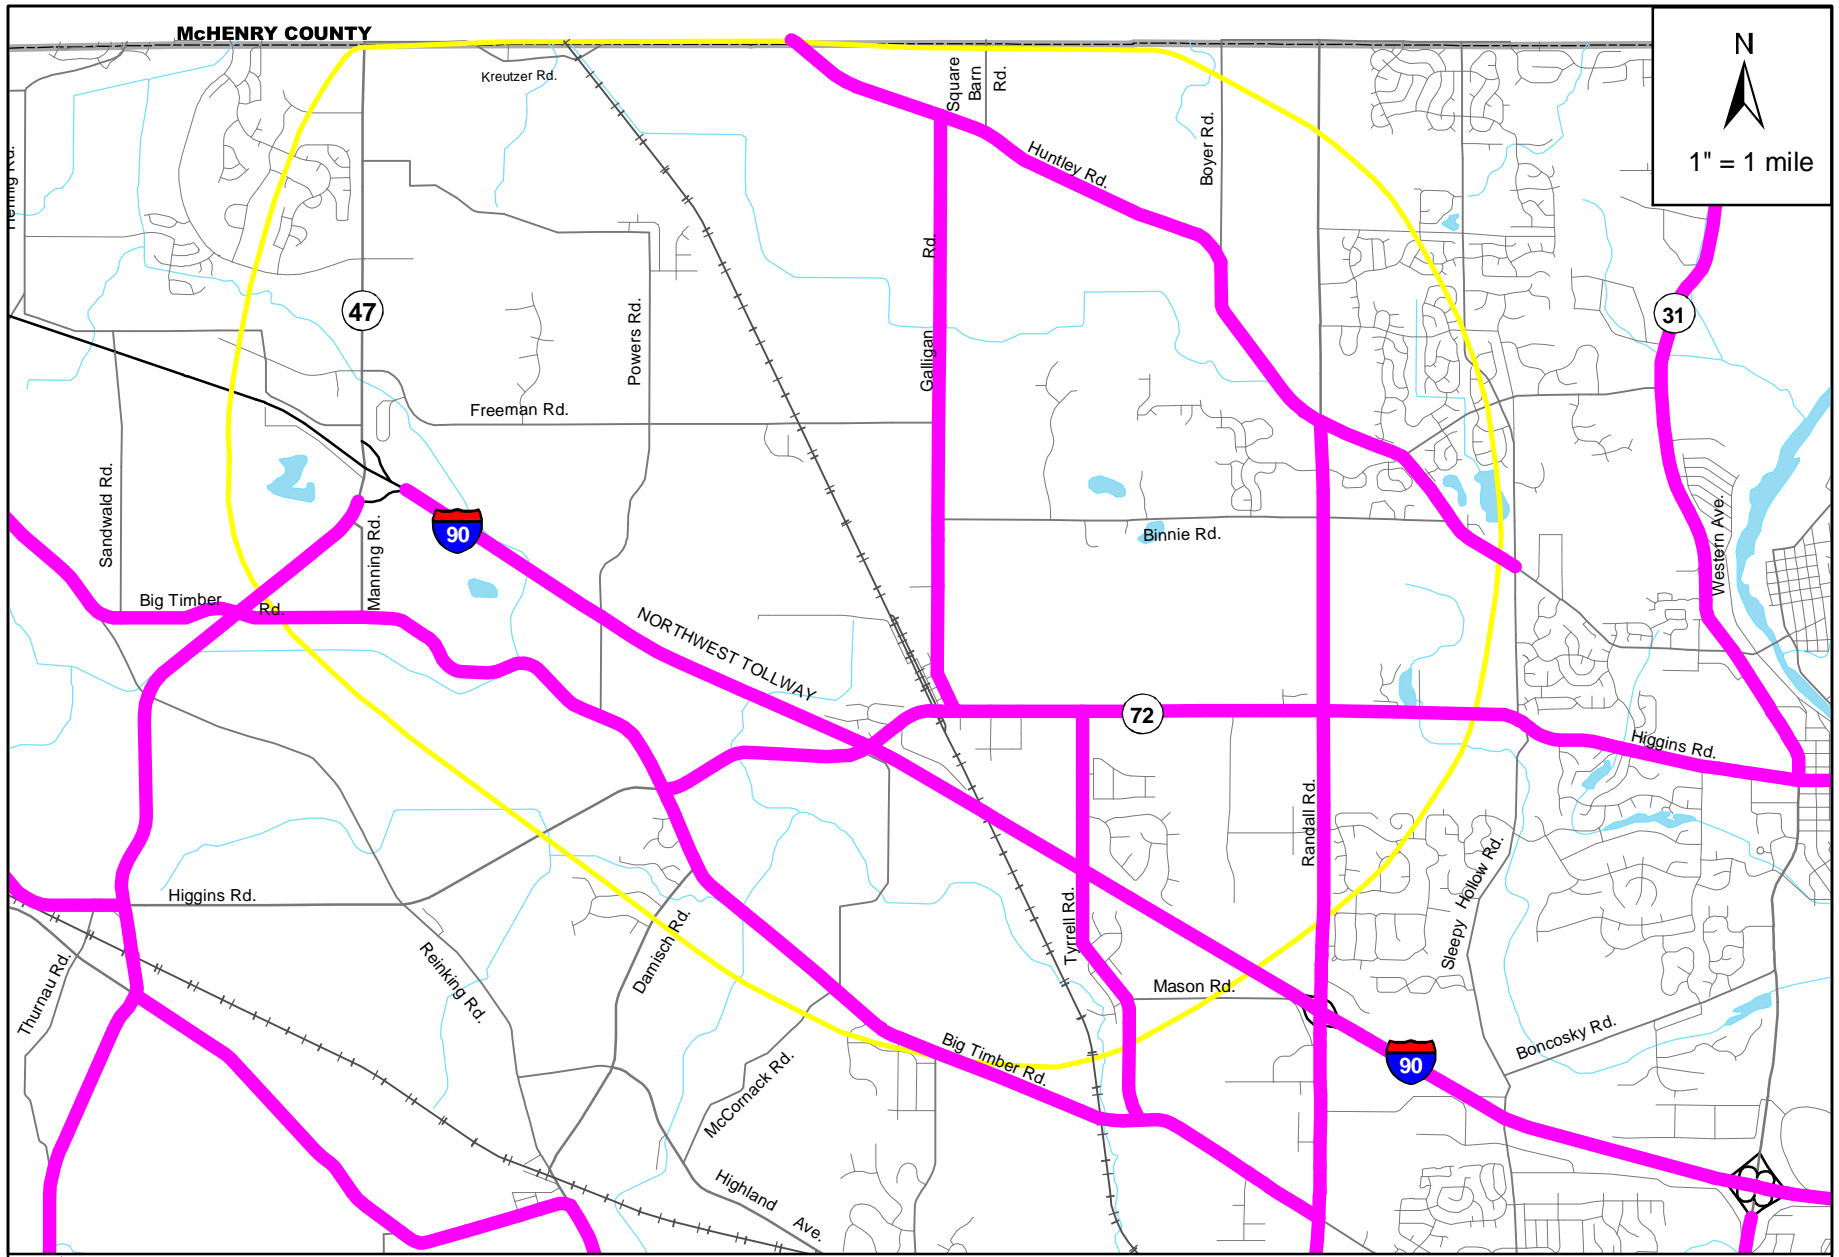 McHENRY COUNTY
N
1" = 1 mile
Kreutzer Rd.
Square
Barn
Rd.
Boyer Rd.
Huntley Rd.
Rd.
Galligan
47
31
Powers Rd.
Freeman Rd.
Sandwald Rd.
Manning Rd.
90
Binnie Rd.
Western Ave.
Big Timber
Rd.
NORTHWEST TOLLWAY
72
Higgins Rd.
Randall Rd.
Higgins Rd.
Tyrrell Rd.
Sleepy Hollow Rd.
Damisch Rd.
Reinking Rd.
Thurnau Rd.
Mason Rd.
Big Timber Rd.
90
Boncosky Rd.
McCornack Rd.
Highland Ave.